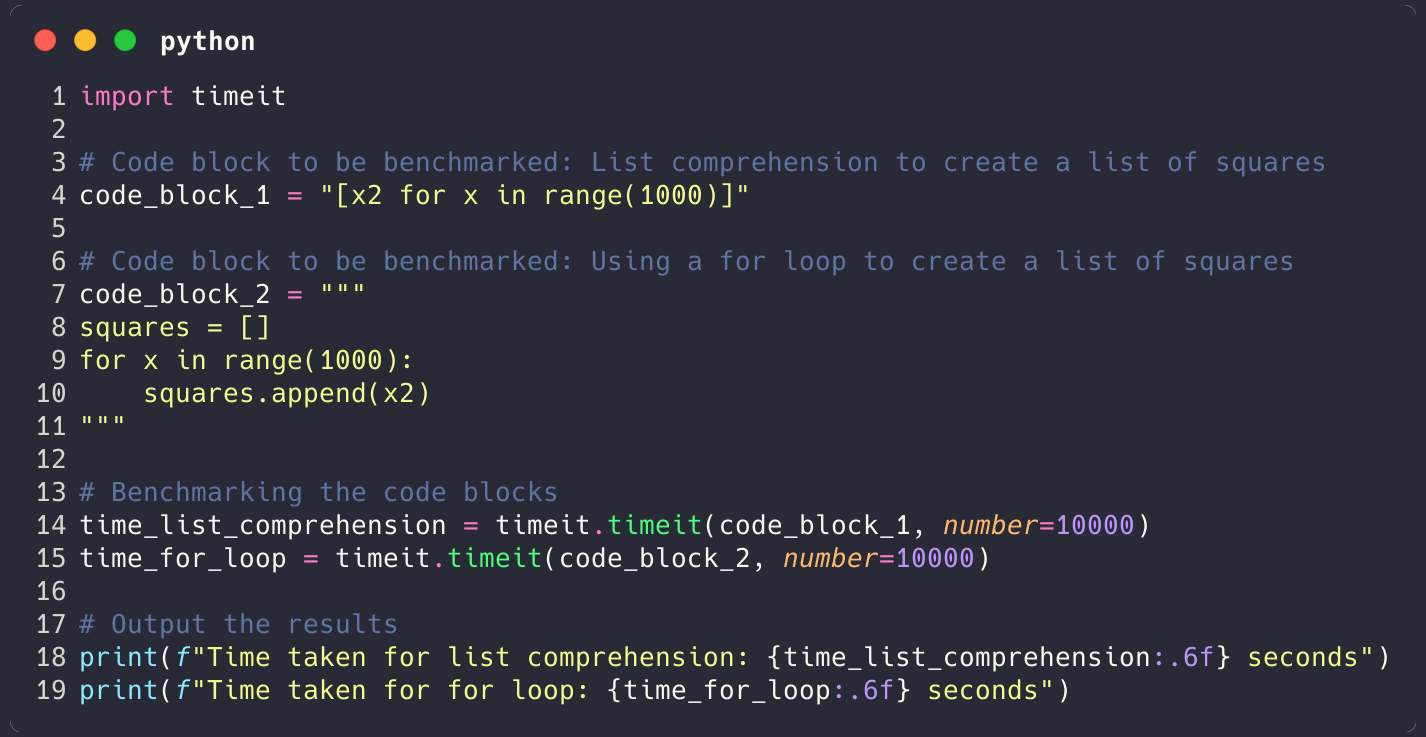 python
1 import timeit
2
3 # Code block to be benchmarked: List comprehension to create a list of squares
4 code_block_1 = "[x2 for x in range(1000)]"
5
6 # Code block to be benchmarked: Using a for loop to create a list of squares
7 code_block_2 = """
8 squares = []
9 for x in range(1000):
10     squares.append(x2)
11 """
12
13 # Benchmarking the code blocks
14 time_list_comprehension = timeit.timeit(code_block_1, number=10000)
15 time_for_loop = timeit.timeit(code_block_2, number=10000)
16
17 # Output the results
18 print(f"Time taken for list comprehension: {time_list_comprehension:.6f} seconds")
19 print(f"Time taken for for loop: {time_for_loop:.6f} seconds")